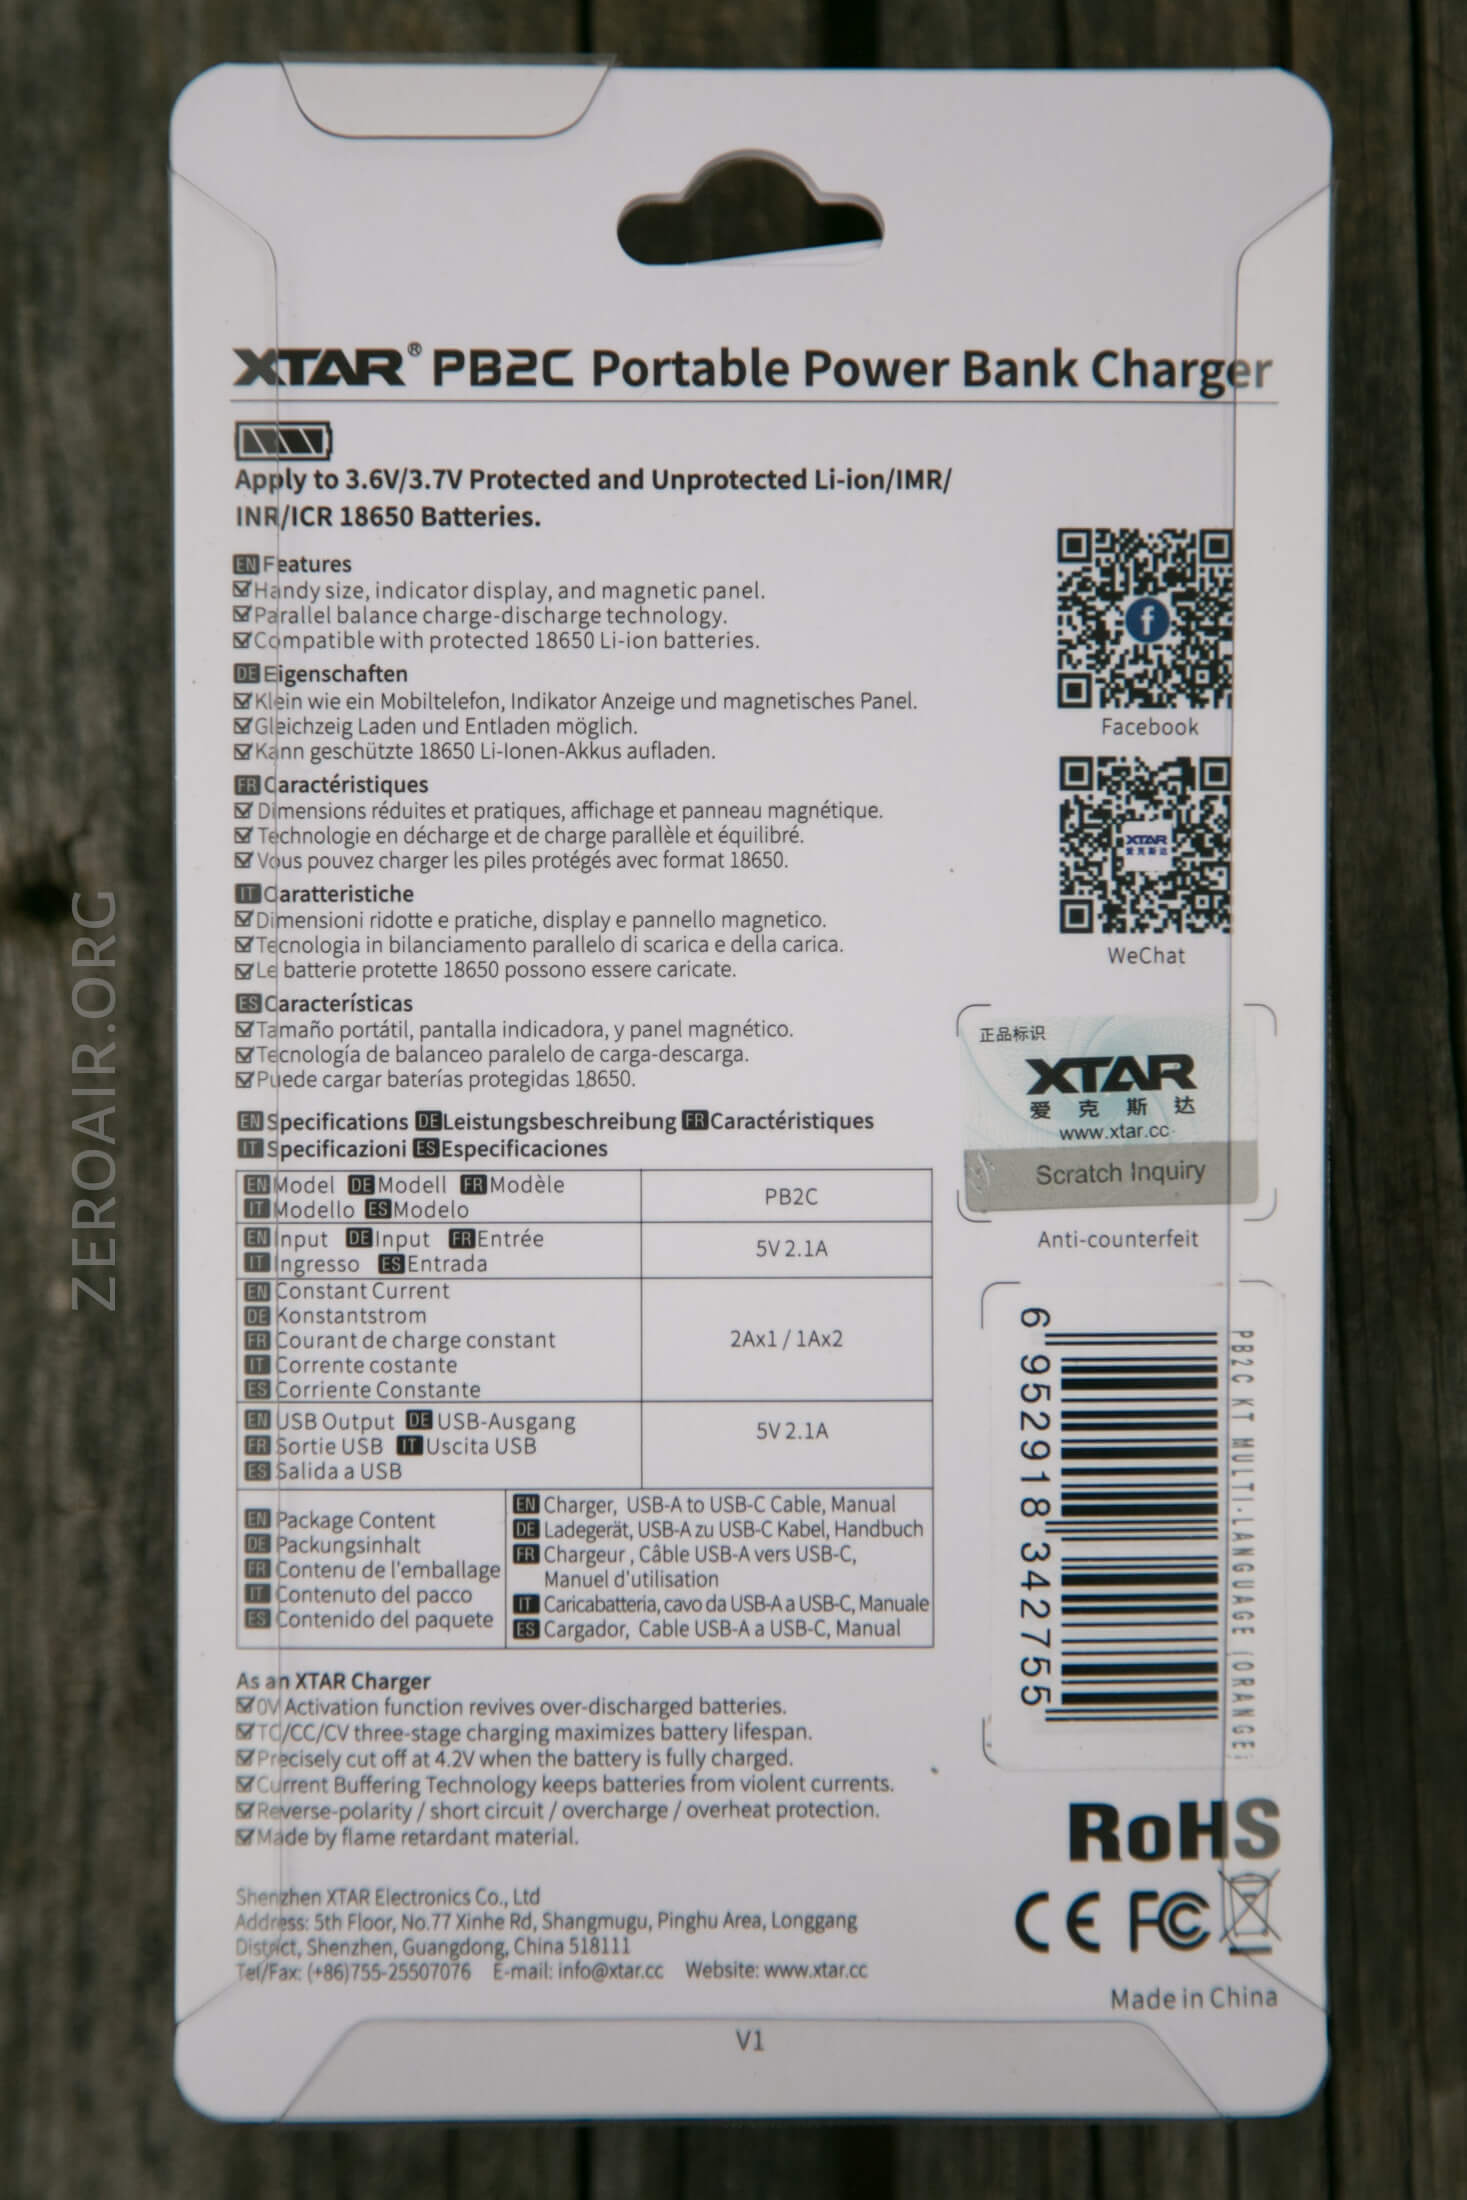 XTAR® PB2C Portable Power Bank Charger
Apply to 3.6V/3.7V Protected and Unprotected Li-ion/IMR/
INR/ICR 18650 Batteries.
EN Features
Handy size, indicator display, and magnetic panel.
Parallel balance charge-discharge technology.
Compatible with protected 18650 Li-ion batteries.
DE Eigenschaften
Klein wie ein Mobiltelefon, Indikator Anzeige und magnetisches Panel.
Gleichzeig Laden und Entladen möglich.
Kann geschützte 18650 Li-Ionen-Akkus aufladen.
FR Caractéristiques
Dimensions réduites et pratiques, affichage et panneau magnétique.
Technologie en décharge et de charge parallèle et équilibré.
Vous pouvez charger les piles protégés avec format 18650.
IT Caratteristiche
Dimensioni ridotte e pratiche, display e pannello magnetico.
Tecnologia in bilanciamento parallelo di scarica e della carica.
Le batterie protette 18650 possono essere caricate.
ES Características
Tamaño portátil, pantalla indicadora, y panel magnético.
Tecnología de balanceo paralelo de carga-descarga.
Puede cargar baterías protegidas 18650.
EN Specifications DE Leistungsbeschreibung FR Caractéristiques
IT Specificazioni ES Especificaciones
EN Model DE Modell FR Modèle
IT Modello ES Modelo
PB2C
EN Input DE Input FR Entrée
IT Ingresso ES Entrada
5V 2.1A
EN Constant Current
DE Konstantstrom
FR Courant de charge constant
IT Corrente costante
ES Corriente Constante
2Ax1 / 1Ax2
EN USB Output DE USB-Ausgang
FR Sortie USB IT Uscita USB
ES Salida a USB
5V 2.1A
EN Package Content
DE Packungsinhalt
FR Contenu de l'emballage
IT Contenuto del pacco
ES Contenido del paquete
EN Charger, USB-A to USB-C Cable, Manual
DE Ladegerät, USB-A zu USB-C Kabel, Handbuch
FR Chargeur , Câble USB-A vers USB-C,
Manuel d'utilisation
IT Caricabatteria, cavo da USB-A a USB-C, Manuale
ES Cargador, Cable USB-A a USB-C, Manual
As an XTAR Charger
0V Activation function revives over-discharged batteries.
TC/CC/CV three-stage charging maximizes battery lifespan.
Precisely cut off at 4.2V when the battery is fully charged.
Current Buffering Technology keeps batteries from violent currents.
Reverse-polarity / short circuit / overcharge / overheat protection.
Made by flame retardant material.
Shenzhen XTAR Electronics Co., Ltd
Address: 5th Floor, No.77 Xinhe Rd, Shangmugu, Pinghu Area, Longgang
District, Shenzhen, Guangdong, China 518111
Tel/Fax: (+86)755-25507076 E-mail: info@xtar.cc Website: www.xtar.cc
f
Facebook
XTAR
爱克斯达
WeChat
正品标识
XTAR
爱克斯达
www.xtar.cc
Scratch Inquiry
Anti-counterfeit
6 952918 342755
PB2C KT MULTI-LANGUAGE (ORANGE)
RoHS
CE FC
Made in China
V1
ZEROAIR.ORG